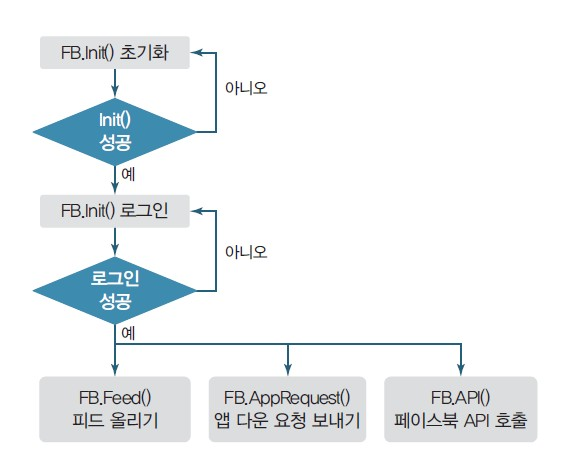 FB.Init() 초기화
아니오
Init()
성공
예
FB.Init() 로그인
아니오
로그인
성공
예
FB.Feed()
피드 올리기
FB.AppRequest()
앱 다운 요청 보내기
FB.API()
페이스북 API 호출